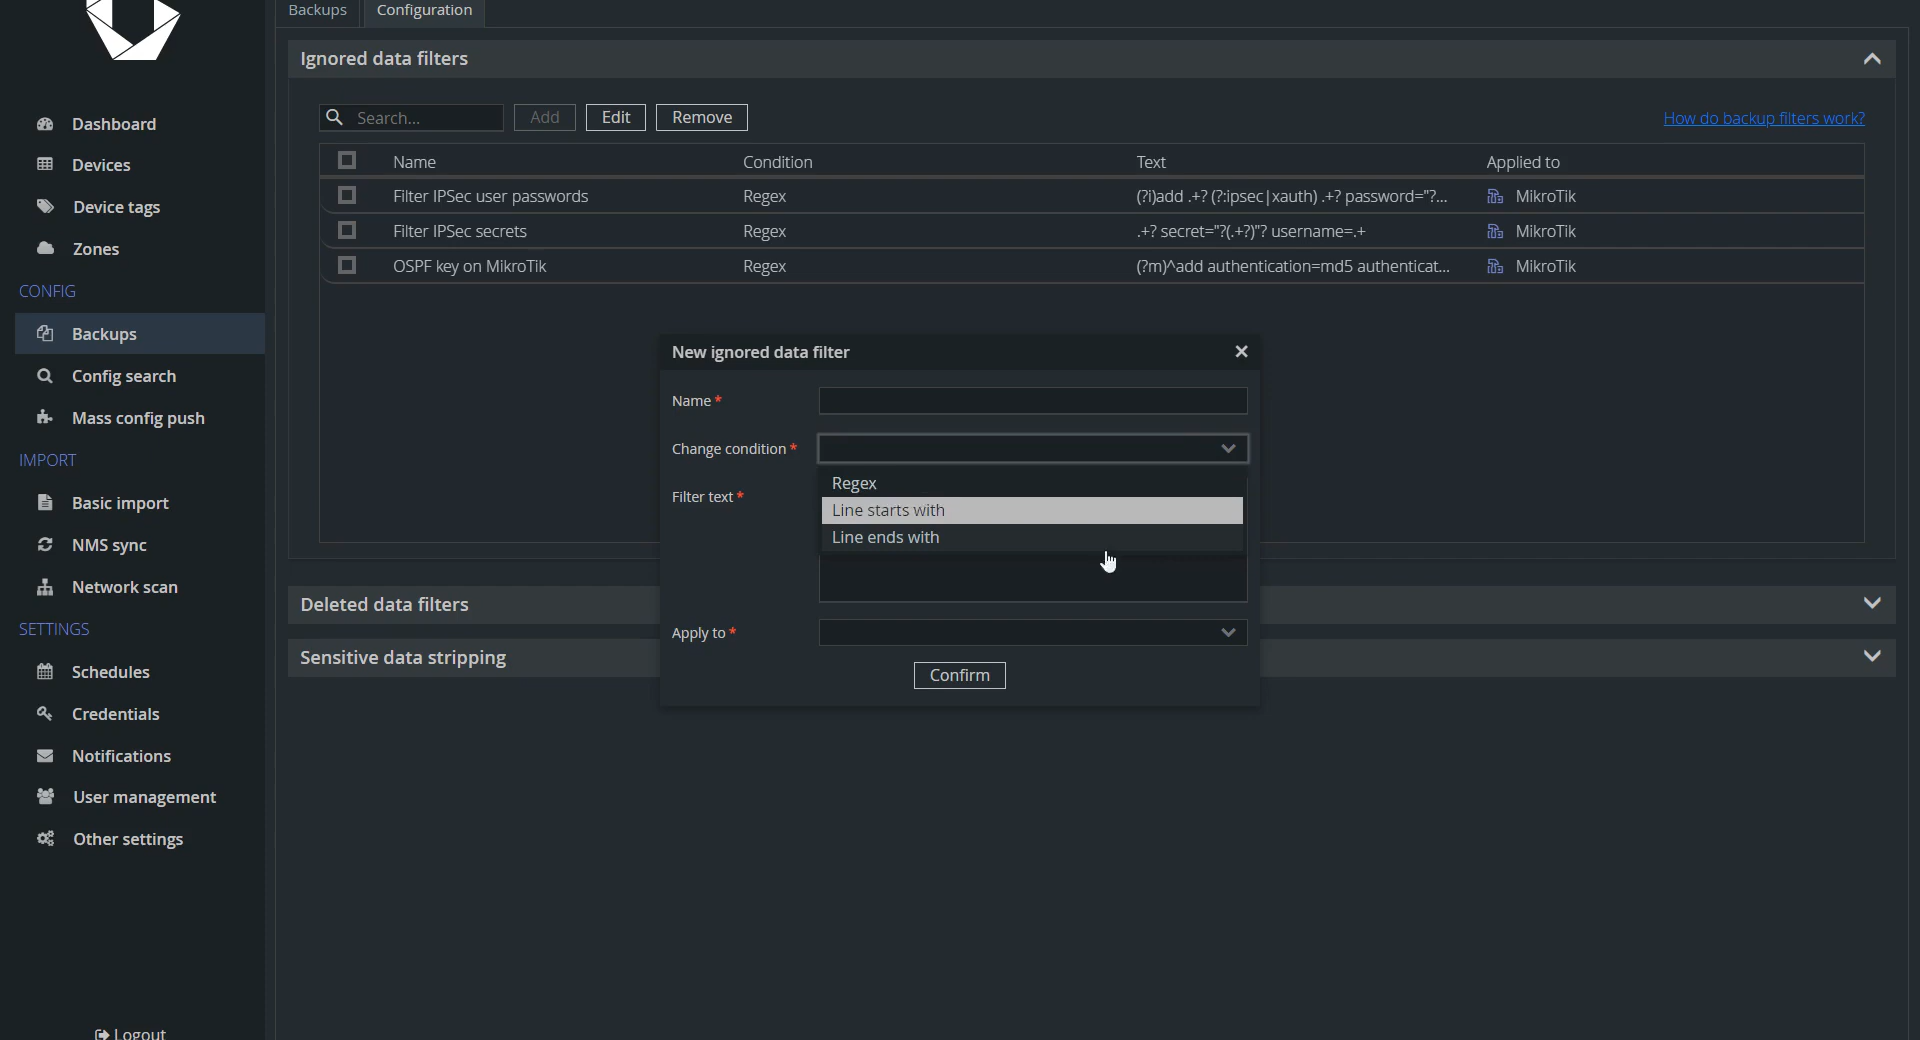 Backups
Configuration
Ignored data filters
Search...
Add
Edit
Remove
How do backup filters work?
Name
Condition
Text
Applied to
Filter IPSec user passwords
Regex
(?i)add .+? (?:ipsec|xauth) .+? password="?...
MikroTik
Filter IPSec secrets
Regex
.+? secret="?(.+?)"? username=.+
MikroTik
OSPF key on MikroTik
Regex
(?m)^add authentication=md5 authenticat...
MikroTik
Dashboard
Devices
Device tags
Zones
CONFIG
Backups
Config search
Mass config push
IMPORT
Basic import
NMS sync
Network scan
SETTINGS
Schedules
Credentials
Notifications
User management
Other settings
Logout
New ignored data filter
Name *
Change condition *
Regex
Line starts with
Line ends with
Filter text *
Apply to *
Confirm
Deleted data filters
Sensitive data stripping